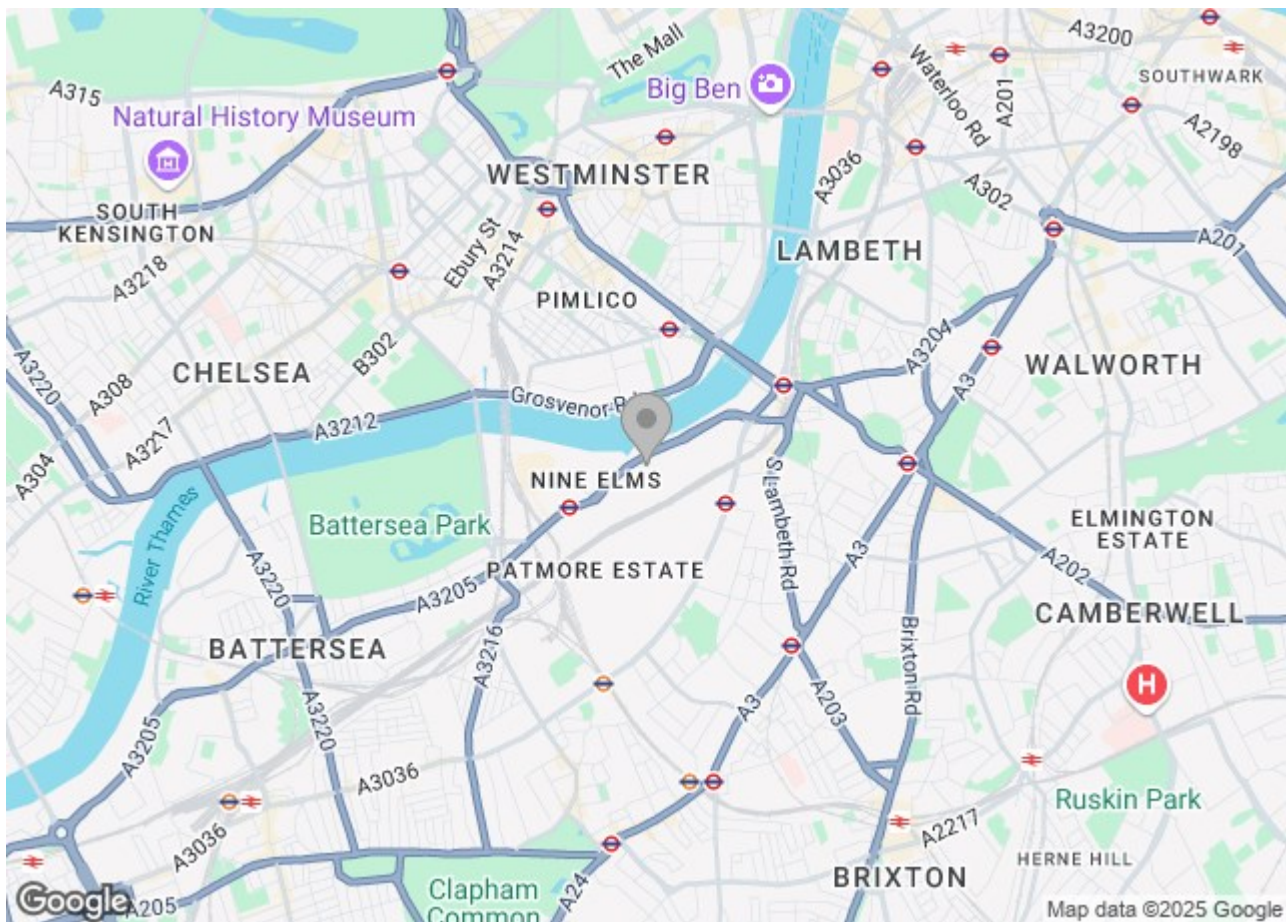 A3200
The Mall
SOUTHWARK
A315
Big Ben
Waterloo Rd
A201
Natural History Museum
A2198
A3036
WESTMINSTER
A302
SOUTH
KENSINGTON
Ebury St
A3214
LAMBETH
A201
A3218
PIMLICO
B302
A3204
A3220
A308
CHELSEA
WALWORTH
A3
A3217
A3212
Grosvenor Rd
A304
NINE ELMS
S Lambeth Rd
River Thames
Battersea Park
ELMINGTON
ESTATE
A3
A202
A3220
PATMORE ESTATE
A3205
CAMBERWELL
BATTERSEA
A3216
Brixton Rd
H
A3205
A3220
A3
A203
A3036
Ruskin Park
A3036
A2217
HERNE HILL
BRIXTON
Clapham
Common
A24
A205
Google
Map data ©2025 Google